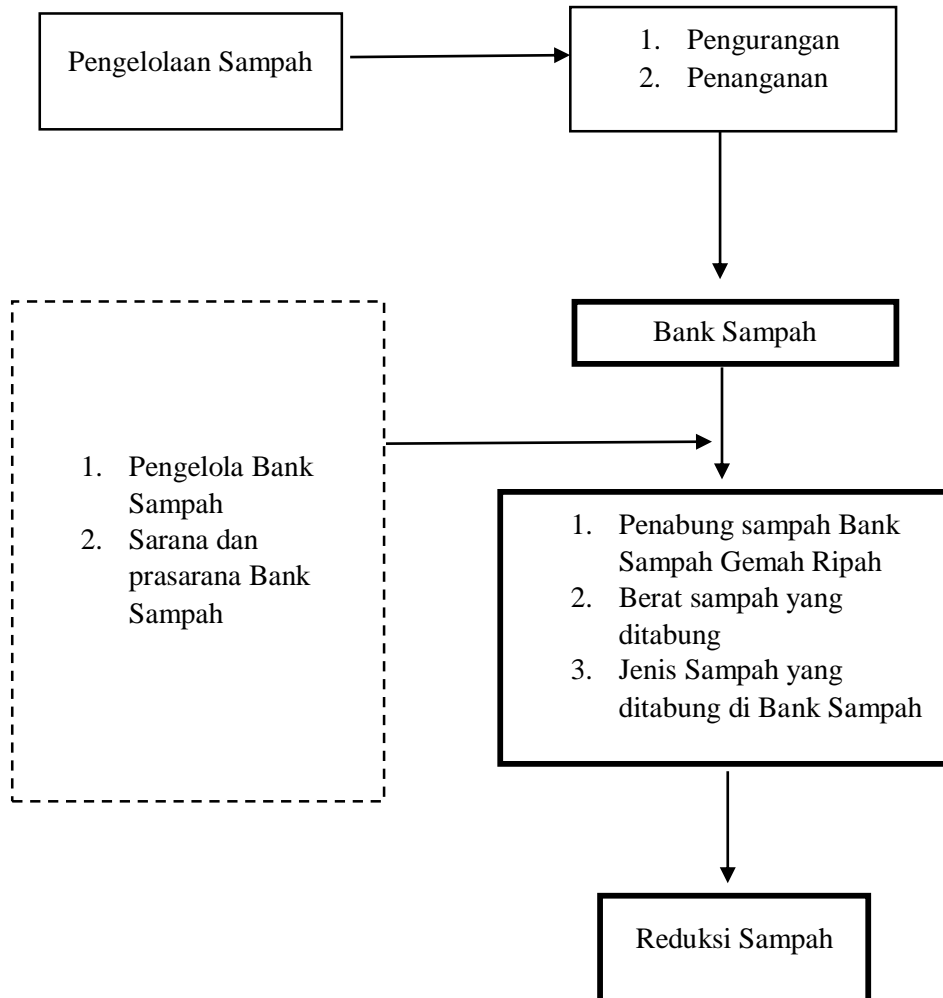 Pengelolaan Sampah
1. Pengurangan
2. Penanganan
Bank Sampah
1. Pengelola Bank
Sampah
2. Sarana dan
prasarana Bank
Sampah
1. Penabung sampah Bank
Sampah Gemah Ripah
2. Berat sampah yang
ditabung
3. Jenis Sampah yang
ditabung di Bank Sampah
Reduksi Sampah